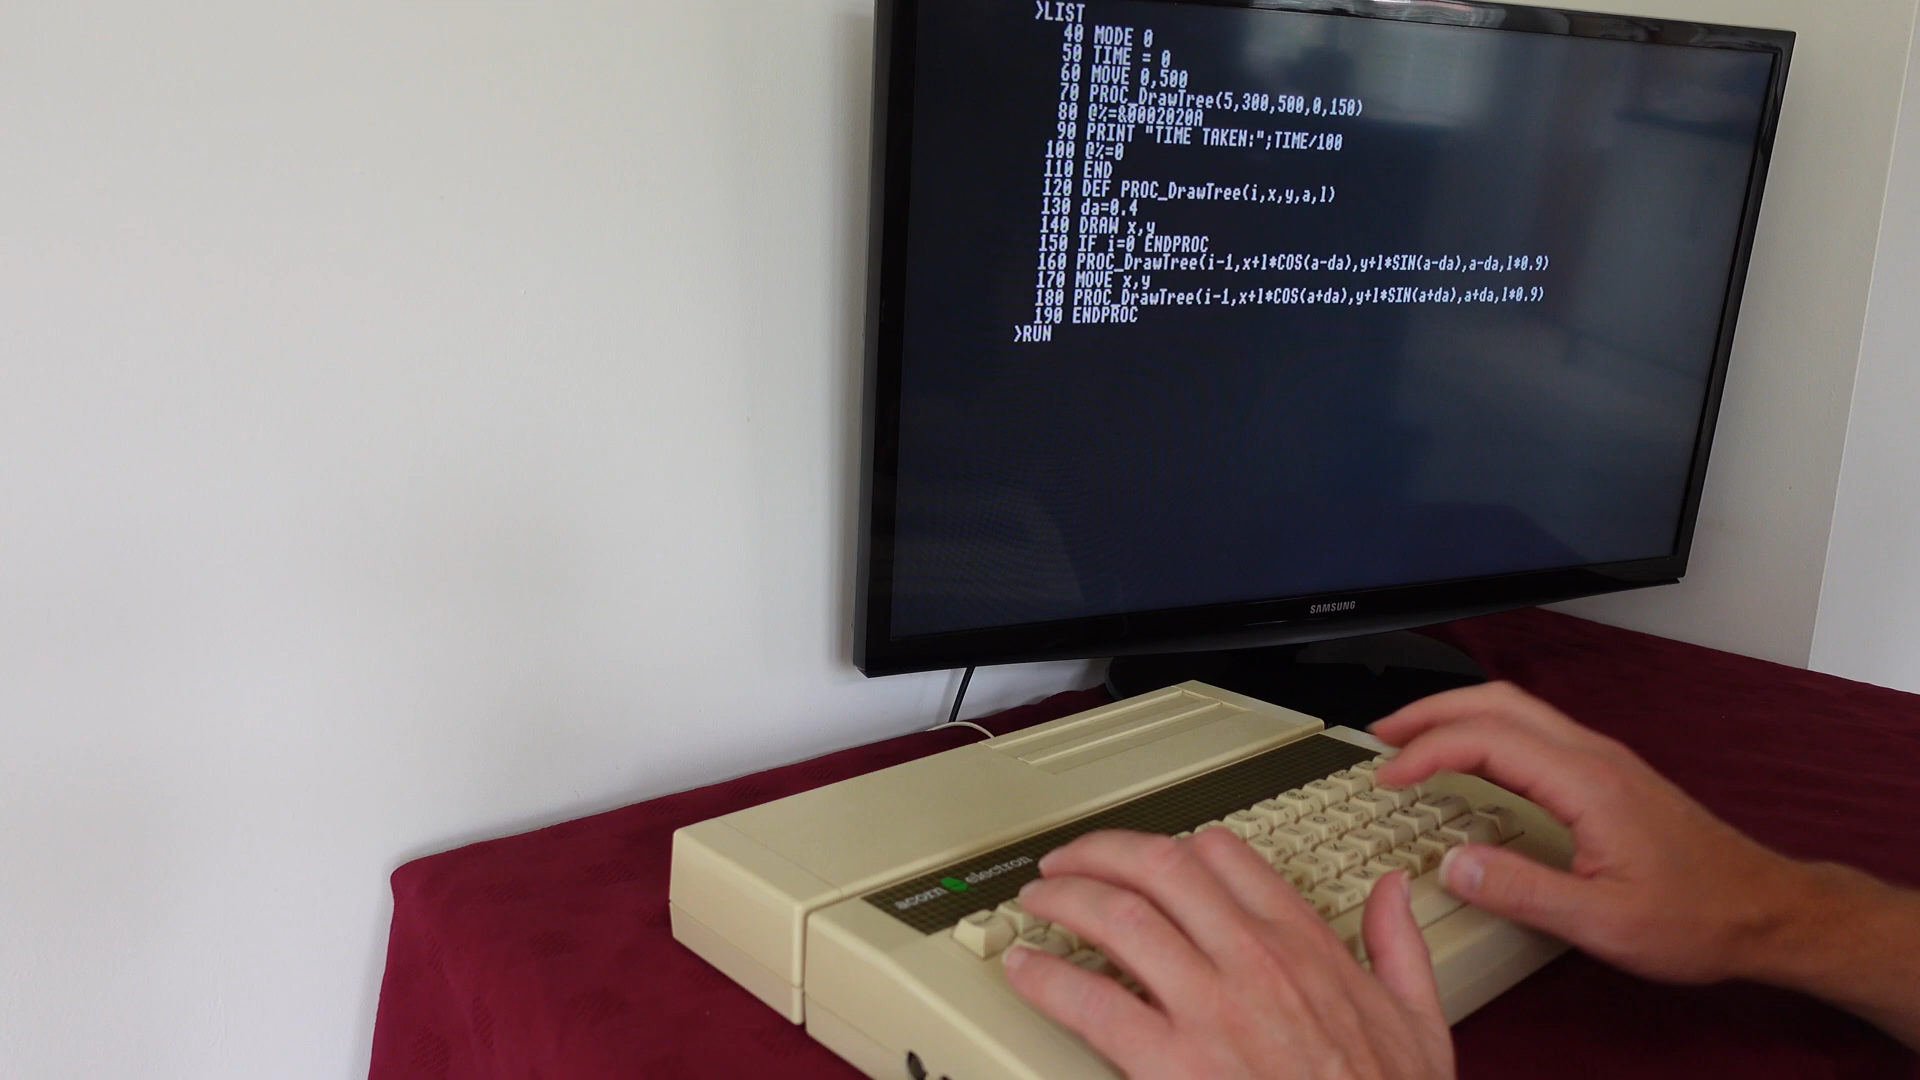 >LIST
40 MODE 0
50 TIME = 0
60 MOVE 0,500
70 PROC_DrawTree(5,300,500,0,150)
80 @%=&0002020A
90 PRINT "TIME TAKEN:";TIME/100
100 @%=0
110 END
120 DEF PROC_DrawTree(i,x,y,a,l)
130 da=0.4
140 DRAW x,y
150 IF i=0 ENDPROC
160 PROC_DrawTree(i-1,x+l*COS(a-da),y+l*SIN(a-da),a-da,l*0.9)
170 MOVE x,y
180 PROC_DrawTree(i-1,x+l*COS(a+da),y+l*SIN(a+da),a+da,l*0.9)
190 ENDPROC
>RUN
SAMSUNG
acorn electron